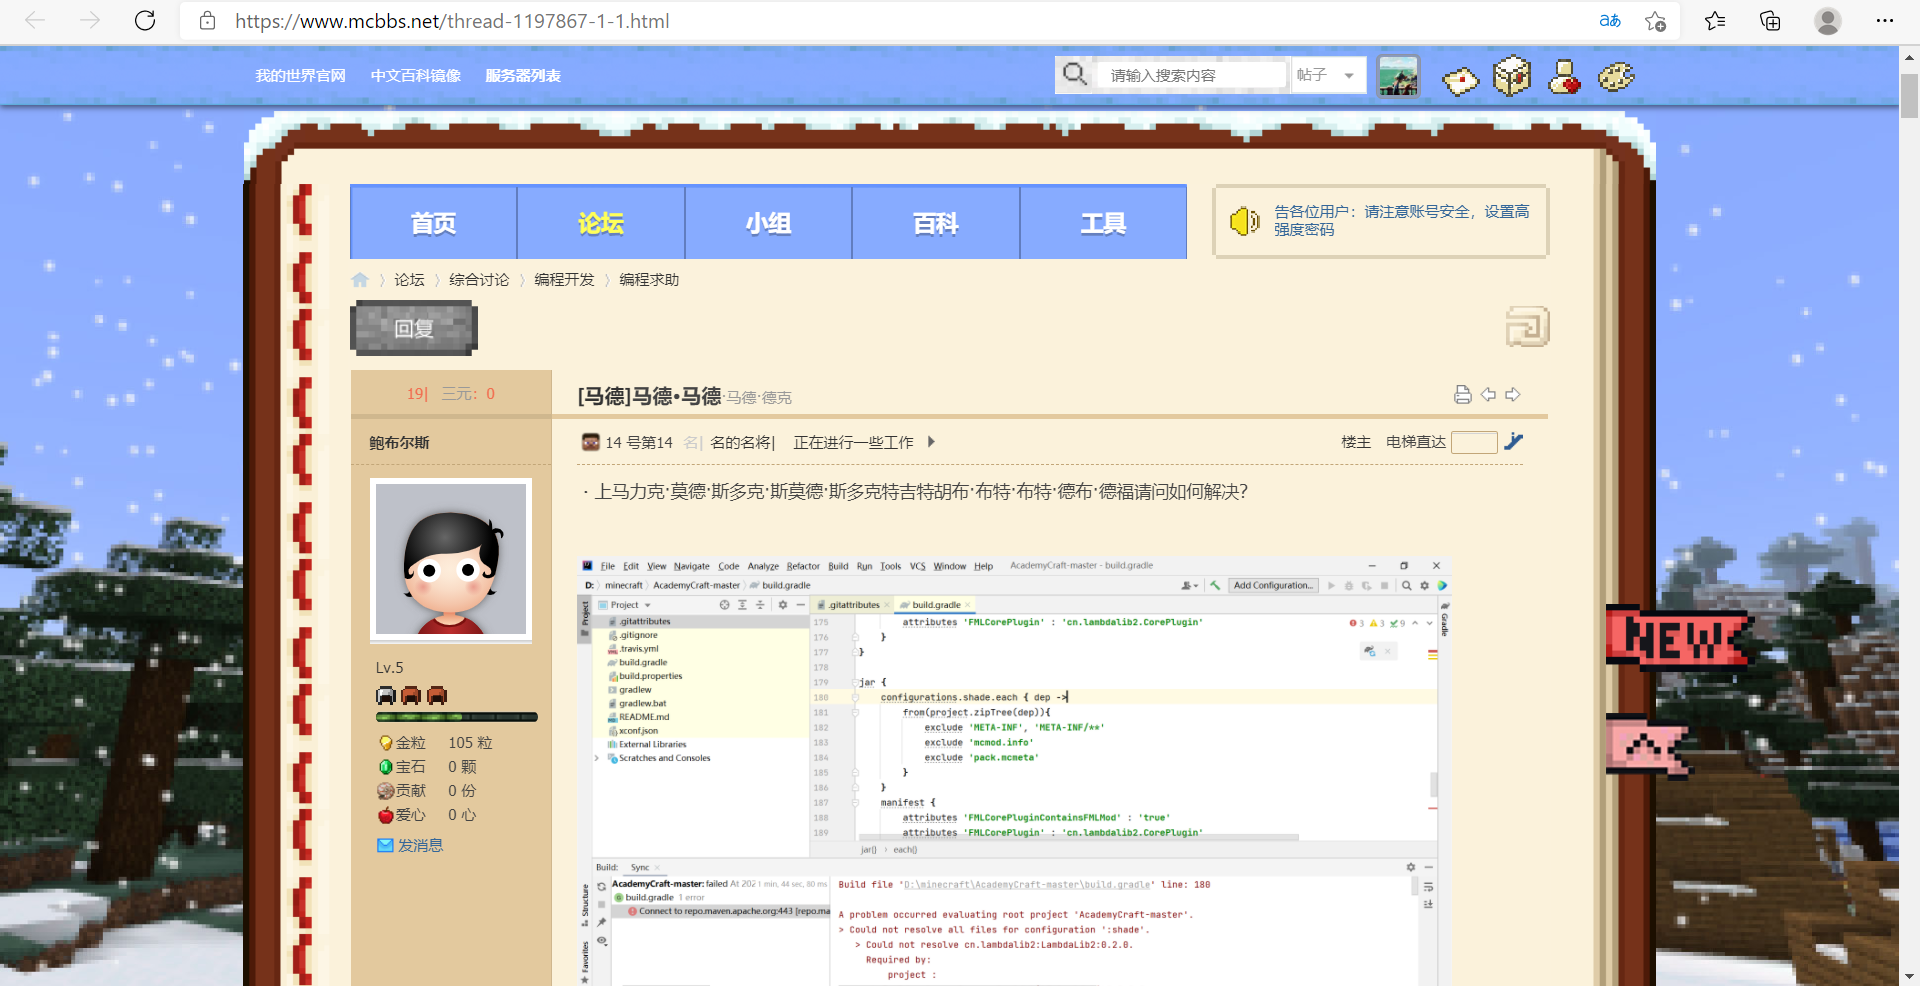 https://www.mcbbs.net/thread-1197867-1-1.html
我的世界官网 中文百科镜像 服务器列表
请输入搜索内容 帖子
首页 论坛 小组 百科 工具
告各位用户：请注意账号安全，设置高
强度密码
论坛 〉 综合讨论 〉 编程开发 〉 编程求助
回复
19| 三元：0
[马德]马德•马德·马德·德克
鲍布尔斯
14 号第14 名| 名的名将| 正在进行一些工作
楼主 电梯直达
· 上马力克·莫德·斯多克·斯莫德·斯多克特吉特胡布·布特·布特·德布·德福请问如何解决?
Lv.5
金粒 105 粒
宝石 0 颗
贡献 0 份
爱心 0 心
发消息
File Edit View Navigate Code Analyze Refactor Build Run Tools VCS Window Help AcademyCraft-master - build.gradle
D: 〉 minecraft 〉 AcademyCraft-master 〉 build.gradle
Add Configuration...
Project
.gitattributes × build.gradle ×
Project
Gradle
.gitattributes
.gitignore
.travis.yml
build.gradle
build.properties
gradlew
gradlew.bat
README.md
xconf.json
External Libraries
Scratches and Consoles
3 3 9
175 attributes 'FMLCorePlugin' : 'cn.lambdalib2.CorePlugin'
176 }
177 }
178
179 jar {
180 configurations.shade.each { dep ->
181 from(project.zipTree(dep)){
182 exclude 'META-INF', 'META-INF/**'
183 exclude 'mcmod.info'
184 exclude 'pack.mcmeta'
185 }
186 }
187 manifest {
188 attributes 'FMLCorePluginContainsFMLMod' : 'true'
189 attributes 'FMLCorePlugin' : 'cn.lambdalib2.CorePlugin'
jar{} 〉 each{}
Build: Sync ×
AcademyCraft-master: failed At 202 1 min, 44 sec, 80 ms
build.gradle 1 error
Connect to repo.maven.apache.org:443 [repo.ma
Build file 'D:\minecraft\AcademyCraft-master\build.gradle' line: 180
A problem occurred evaluating root project 'AcademyCraft-master'.
> Could not resolve all files for configuration ':shade'.
> Could not resolve cn.lambdalib2:LambdaLib2:0.2.0.
Required by:
project :
Structure
Favorites
NEW